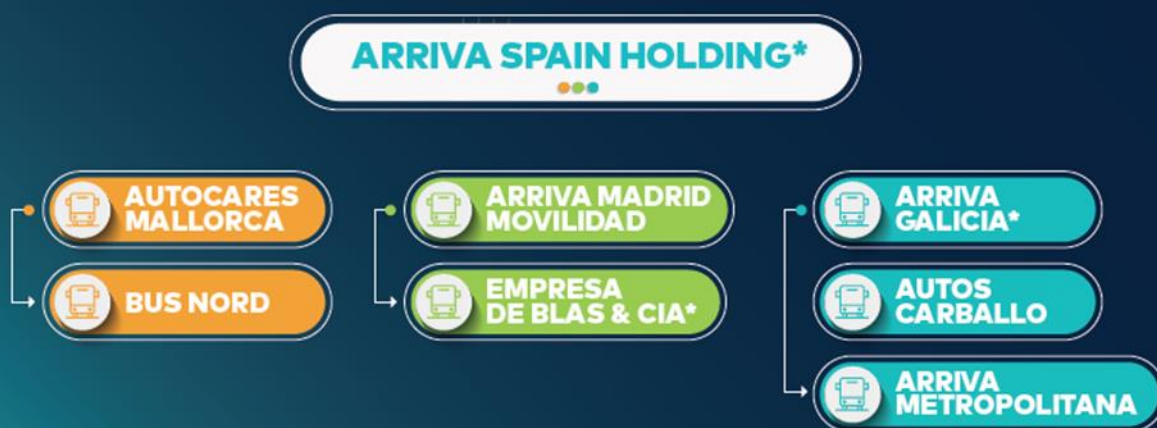 ARRIVA SPAIN HOLDING*
AUTOCARES
MALLORCA
BUS NORD
ARRIVA MADRID
MOVILIDAD
EMPRESA
DE BLAS & CIA*
ARRIVA
GALICIA*
AUTOS
CARBALLO
ARRIVA
METROPOLITANA